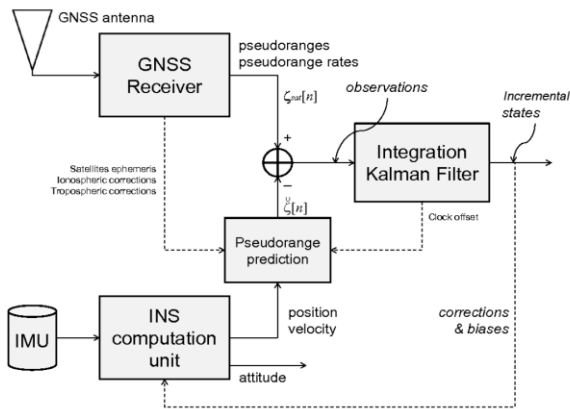 GNSS antenna
GNSS
Receiver
pseudoranges
pseudorange rates
observations
Incremental
states
ζ[n]
+
Integration
Kalman Filter
Satellites ephemeris
Ionospheric corrections
Tropospheric corrections
−
ζ̆[n]
Clock offset
Pseudorange
prediction
IMU
INS
computation
unit
position
velocity
corrections
& biases
attitude